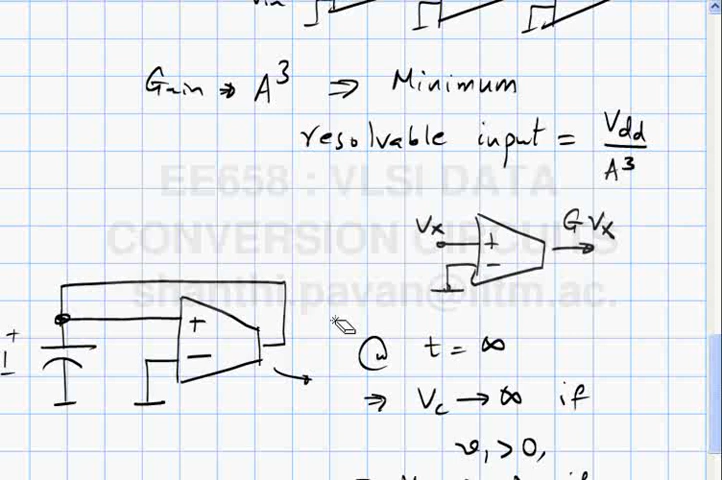 Gain → A³ ⇒ Minimum
resolvable input = Vdd / A³
EE658 : VLSI DATA
CONVERSION CIRCUITS
shanthi.pavan@iitm.ac.
Vx + − G Vx
+ −
@ t = ∞
⇒ Vc → ∞ if
v₁ > 0,